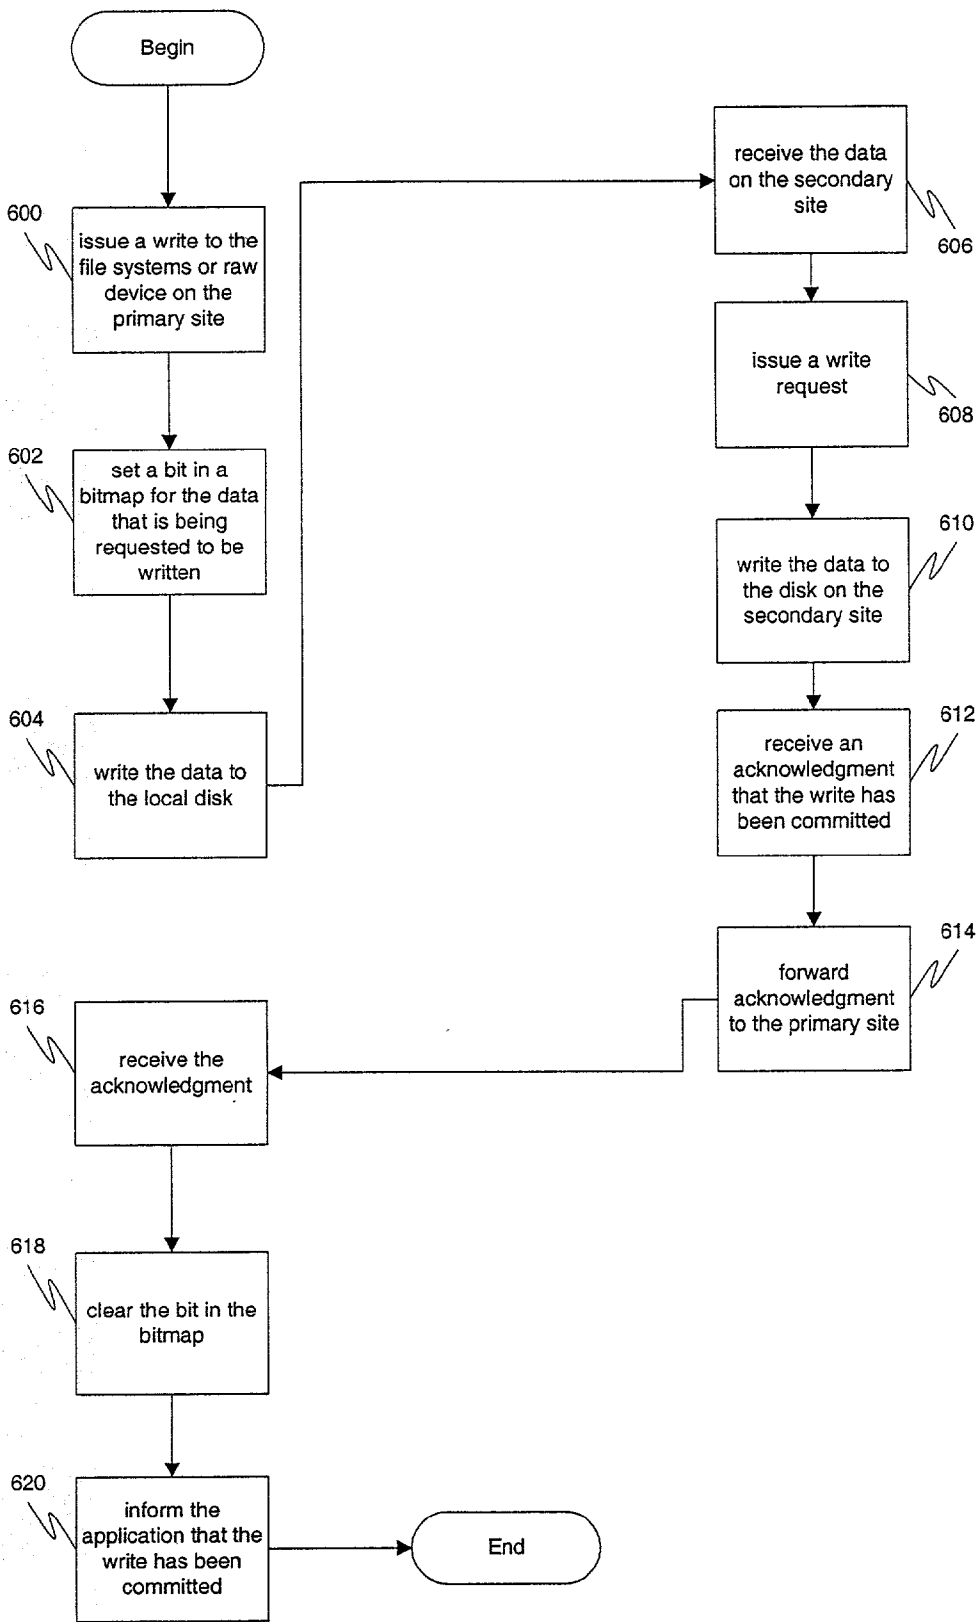 Begin
600
issue a write to the
file systems or raw
device on the
primary site
602
set a bit in a
bitmap for the data
that is being
requested to be
written
604
write the data to
the local disk
receive the data
on the secondary
site
606
issue a write
request
608
610
write the data to
the disk on the
secondary site
612
receive an
acknowledgment
that the write has
been committed
614
forward
acknowledgment
to the primary site
616
receive the
acknowledgment
618
clear the bit in the
bitmap
620
inform the
application that the
write has been
committed
End